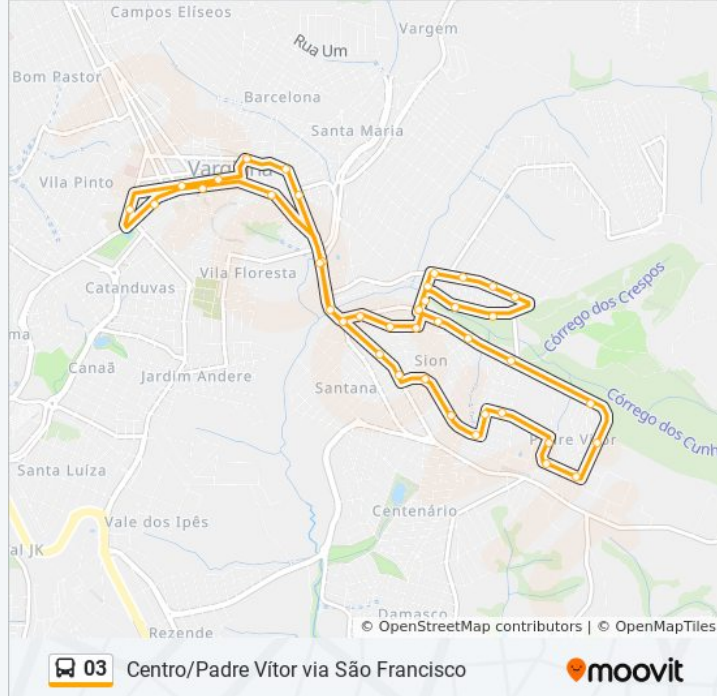 Campos Elíseos
Rua Um
Vargem
Bom Pastor
Barcelona
Santa Maria
Vila Pinto
Vila Floresta
Catanduvas
Córrego dos Crespos
Canaã
Sion
Jardim Andere
Santana
Córrego dos Cunh
Padre Vítor
Santa Luíza
Vale dos Ipês
Centenário
al JK
Damasco
Rezende
© OpenStreetMap contributors | © OpenMapTiles
03 Centro/Padre Vítor via São Francisco
moovit